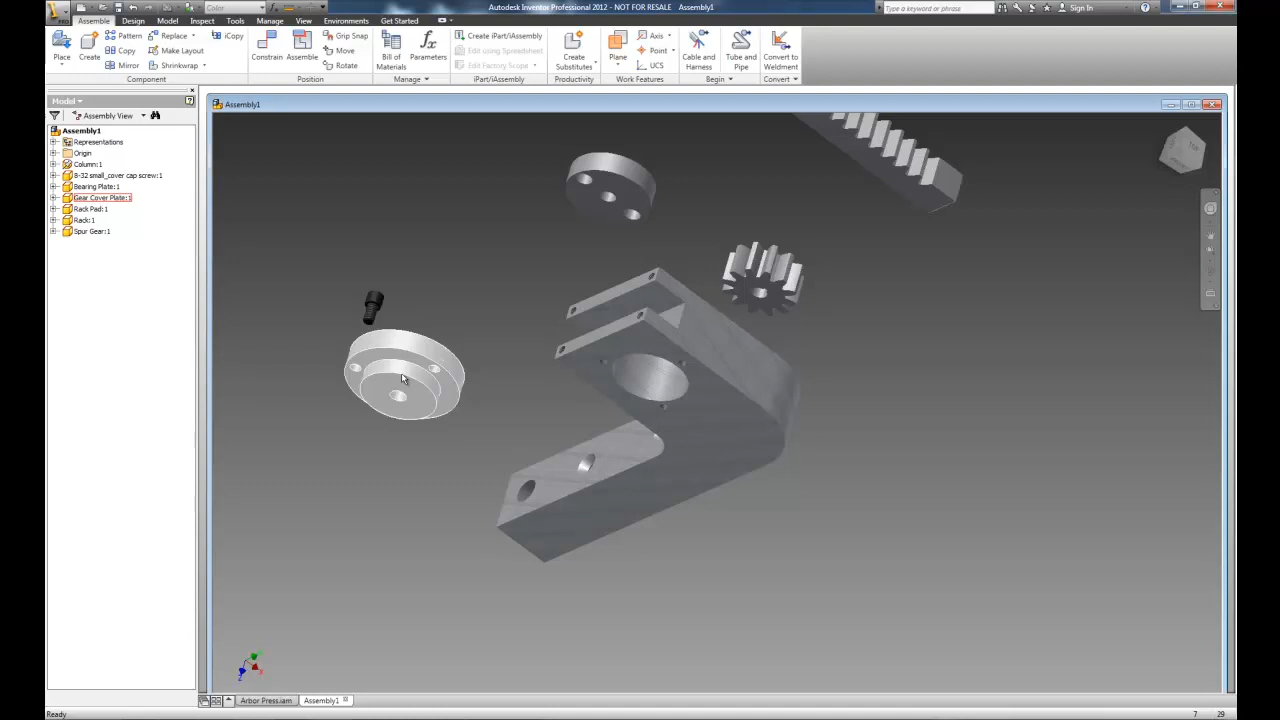 Autodesk Inventor Professional 2012 - NOT FOR RESALE Assembly1
Color
Type a keyword or phrase
Sign In
PRO
Assemble Design Model Inspect Tools Manage View Environments Get Started
Pattern Replace iCopy Grip Snap Create iPart/iAssembly Axis
Place Create Copy Make Layout Constrain Assemble Move Bill of Materials Parameters Edit using Spreadsheet Create Substitutes Plane Point Cable and Harness Tube and Pipe Convert to Weldment
Mirror Shrinkwrap Rotate Edit Factory Scope UCS
Component Position Manage iPart/iAssembly Productivity Work Features Begin Convert
Model
Assembly View
Assembly1
Representations
Origin
Column:1
8-32 small_cover cap screw:1
Bearing Plate:1
Gear Cover Plate:1
Rack Pad:1
Rack:1
Spur Gear:1
Assembly1
TOP
Z
X
Arbor Press.iam Assembly1
Ready 7 29